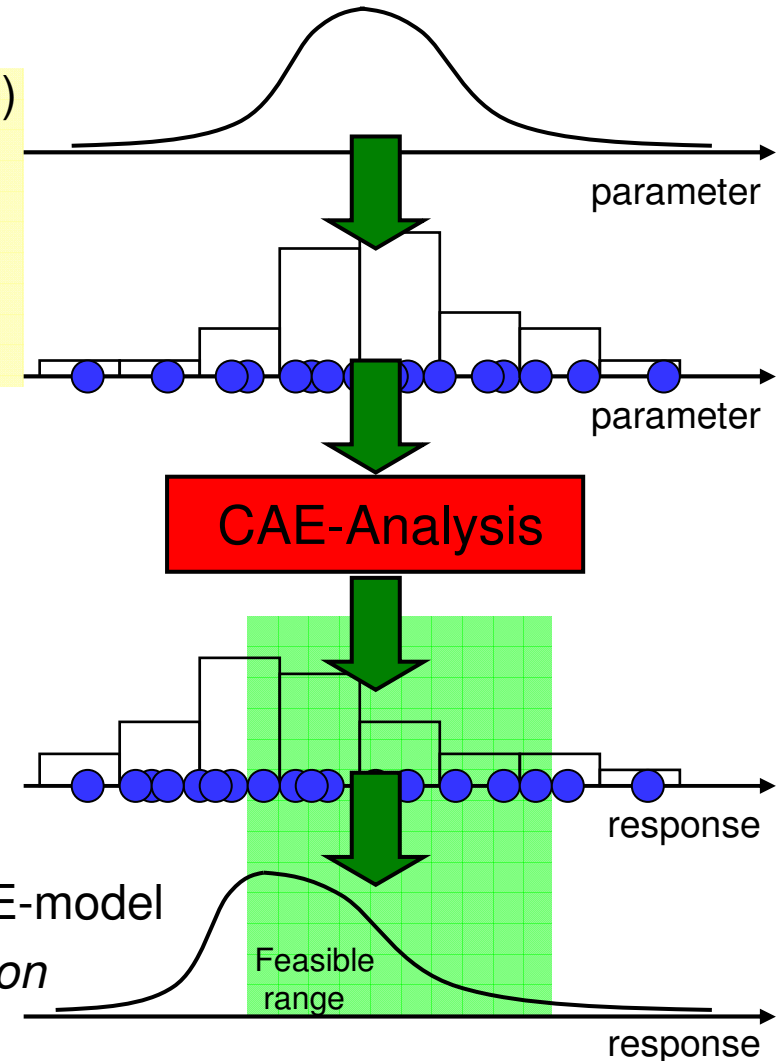 )
parameter
parameter
CAE-Analysis
response
E-model
on
Feasible
range
response